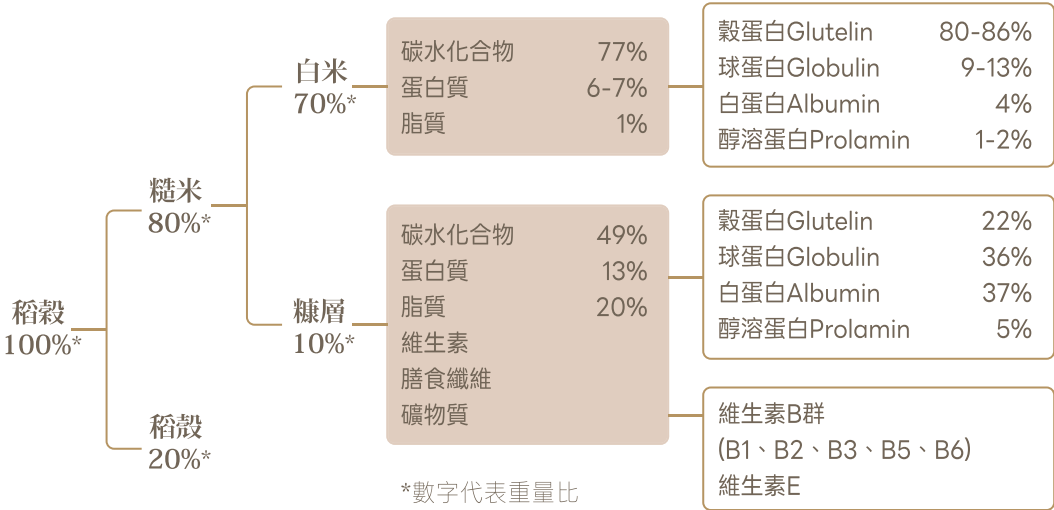 稻穀
100%*
糙米
80%*
稻殼
20%*
白米
70%*
糠層
10%*
碳水化合物 77%
蛋白質 6-7%
脂質 1%
穀蛋白Glutelin 80-86%
球蛋白Globulin 9-13%
白蛋白Albumin 4%
醇溶蛋白Prolamin 1-2%
碳水化合物 49%
蛋白質 13%
脂質 20%
維生素
膳食纖維
礦物質
穀蛋白Glutelin 22%
球蛋白Globulin 36%
白蛋白Albumin 37%
醇溶蛋白Prolamin 5%
維生素B群
(B1、B2、B3、B5、B6)
維生素E
*數字代表重量比